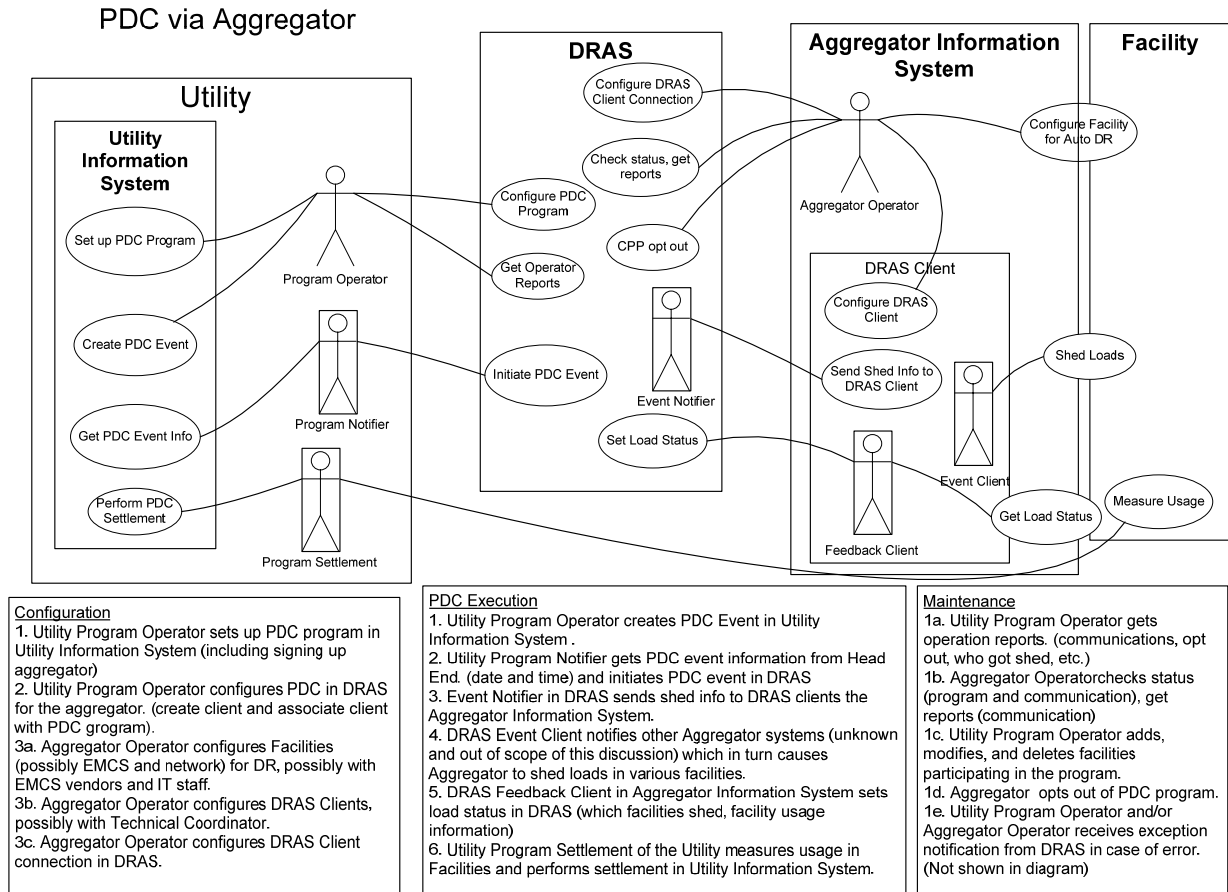 PDC via Aggregator
Utility
Utility
Information
System
Set up PDC Program
Create PDC Event
Get PDC Event Info
Perform PDC
Settlement
Program Operator
Program Notifier
Program Settlement
DRAS
Configure DRAS
Client Connection
Check status, get
reports
Configure PDC
Program
CPP opt out
Get Operator
Reports
Initiate PDC Event
Event Notifier
Set Load Status
Aggregator Information
System
Aggregator Operator
DRAS Client
Configure DRAS
Client
Send Shed Info to
DRAS Client
Event Client
Feedback Client
Get Load Status
Facility
Configure Facility
for Auto DR
Shed Loads
Measure Usage
Configuration
1. Utility Program Operator sets up PDC program in
Utility Information System (including signing up
aggregator)
2. Utility Program Operator configures PDC in DRAS
for the aggregator. (create client and associate client
with PDC grogram).
3a. Aggregator Operator configures Facilities
(possibly EMCS and network) for DR, possibly with
EMCS vendors and IT staff.
3b. Aggregator Operator configures DRAS Clients,
possibly with Technical Coordinator.
3c. Aggregator Operator configures DRAS Client
connection in DRAS.
PDC Execution
1. Utility Program Operator creates PDC Event in Utility
Information System .
2. Utility Program Notifier gets PDC event information from Head
End. (date and time) and initiates PDC event in DRAS
3. Event Notifier in DRAS sends shed info to DRAS clients the
Aggregator Information System.
4. DRAS Event Client notifies other Aggregator systems (unknown
and out of scope of this discussion) which in turn causes
Aggregator to shed loads in various facilities.
5. DRAS Feedback Client in Aggregator Information System sets
load status in DRAS (which facilities shed, facility usage
information)
6. Utility Program Settlement of the Utility measures usage in
Facilities and performs settlement in Utility Information System.
Maintenance
1a. Utility Program Operator gets
operation reports. (communications, opt
out, who got shed, etc.)
1b. Aggregator Operatorchecks status
(program and communication), get
reports (communication)
1c. Utility Program Operator adds,
modifies, and deletes facilities
participating in the program.
1d. Aggregator opts out of PDC program.
1e. Utility Program Operator and/or
Aggregator Operator receives exception
notification from DRAS in case of error.
(Not shown in diagram)